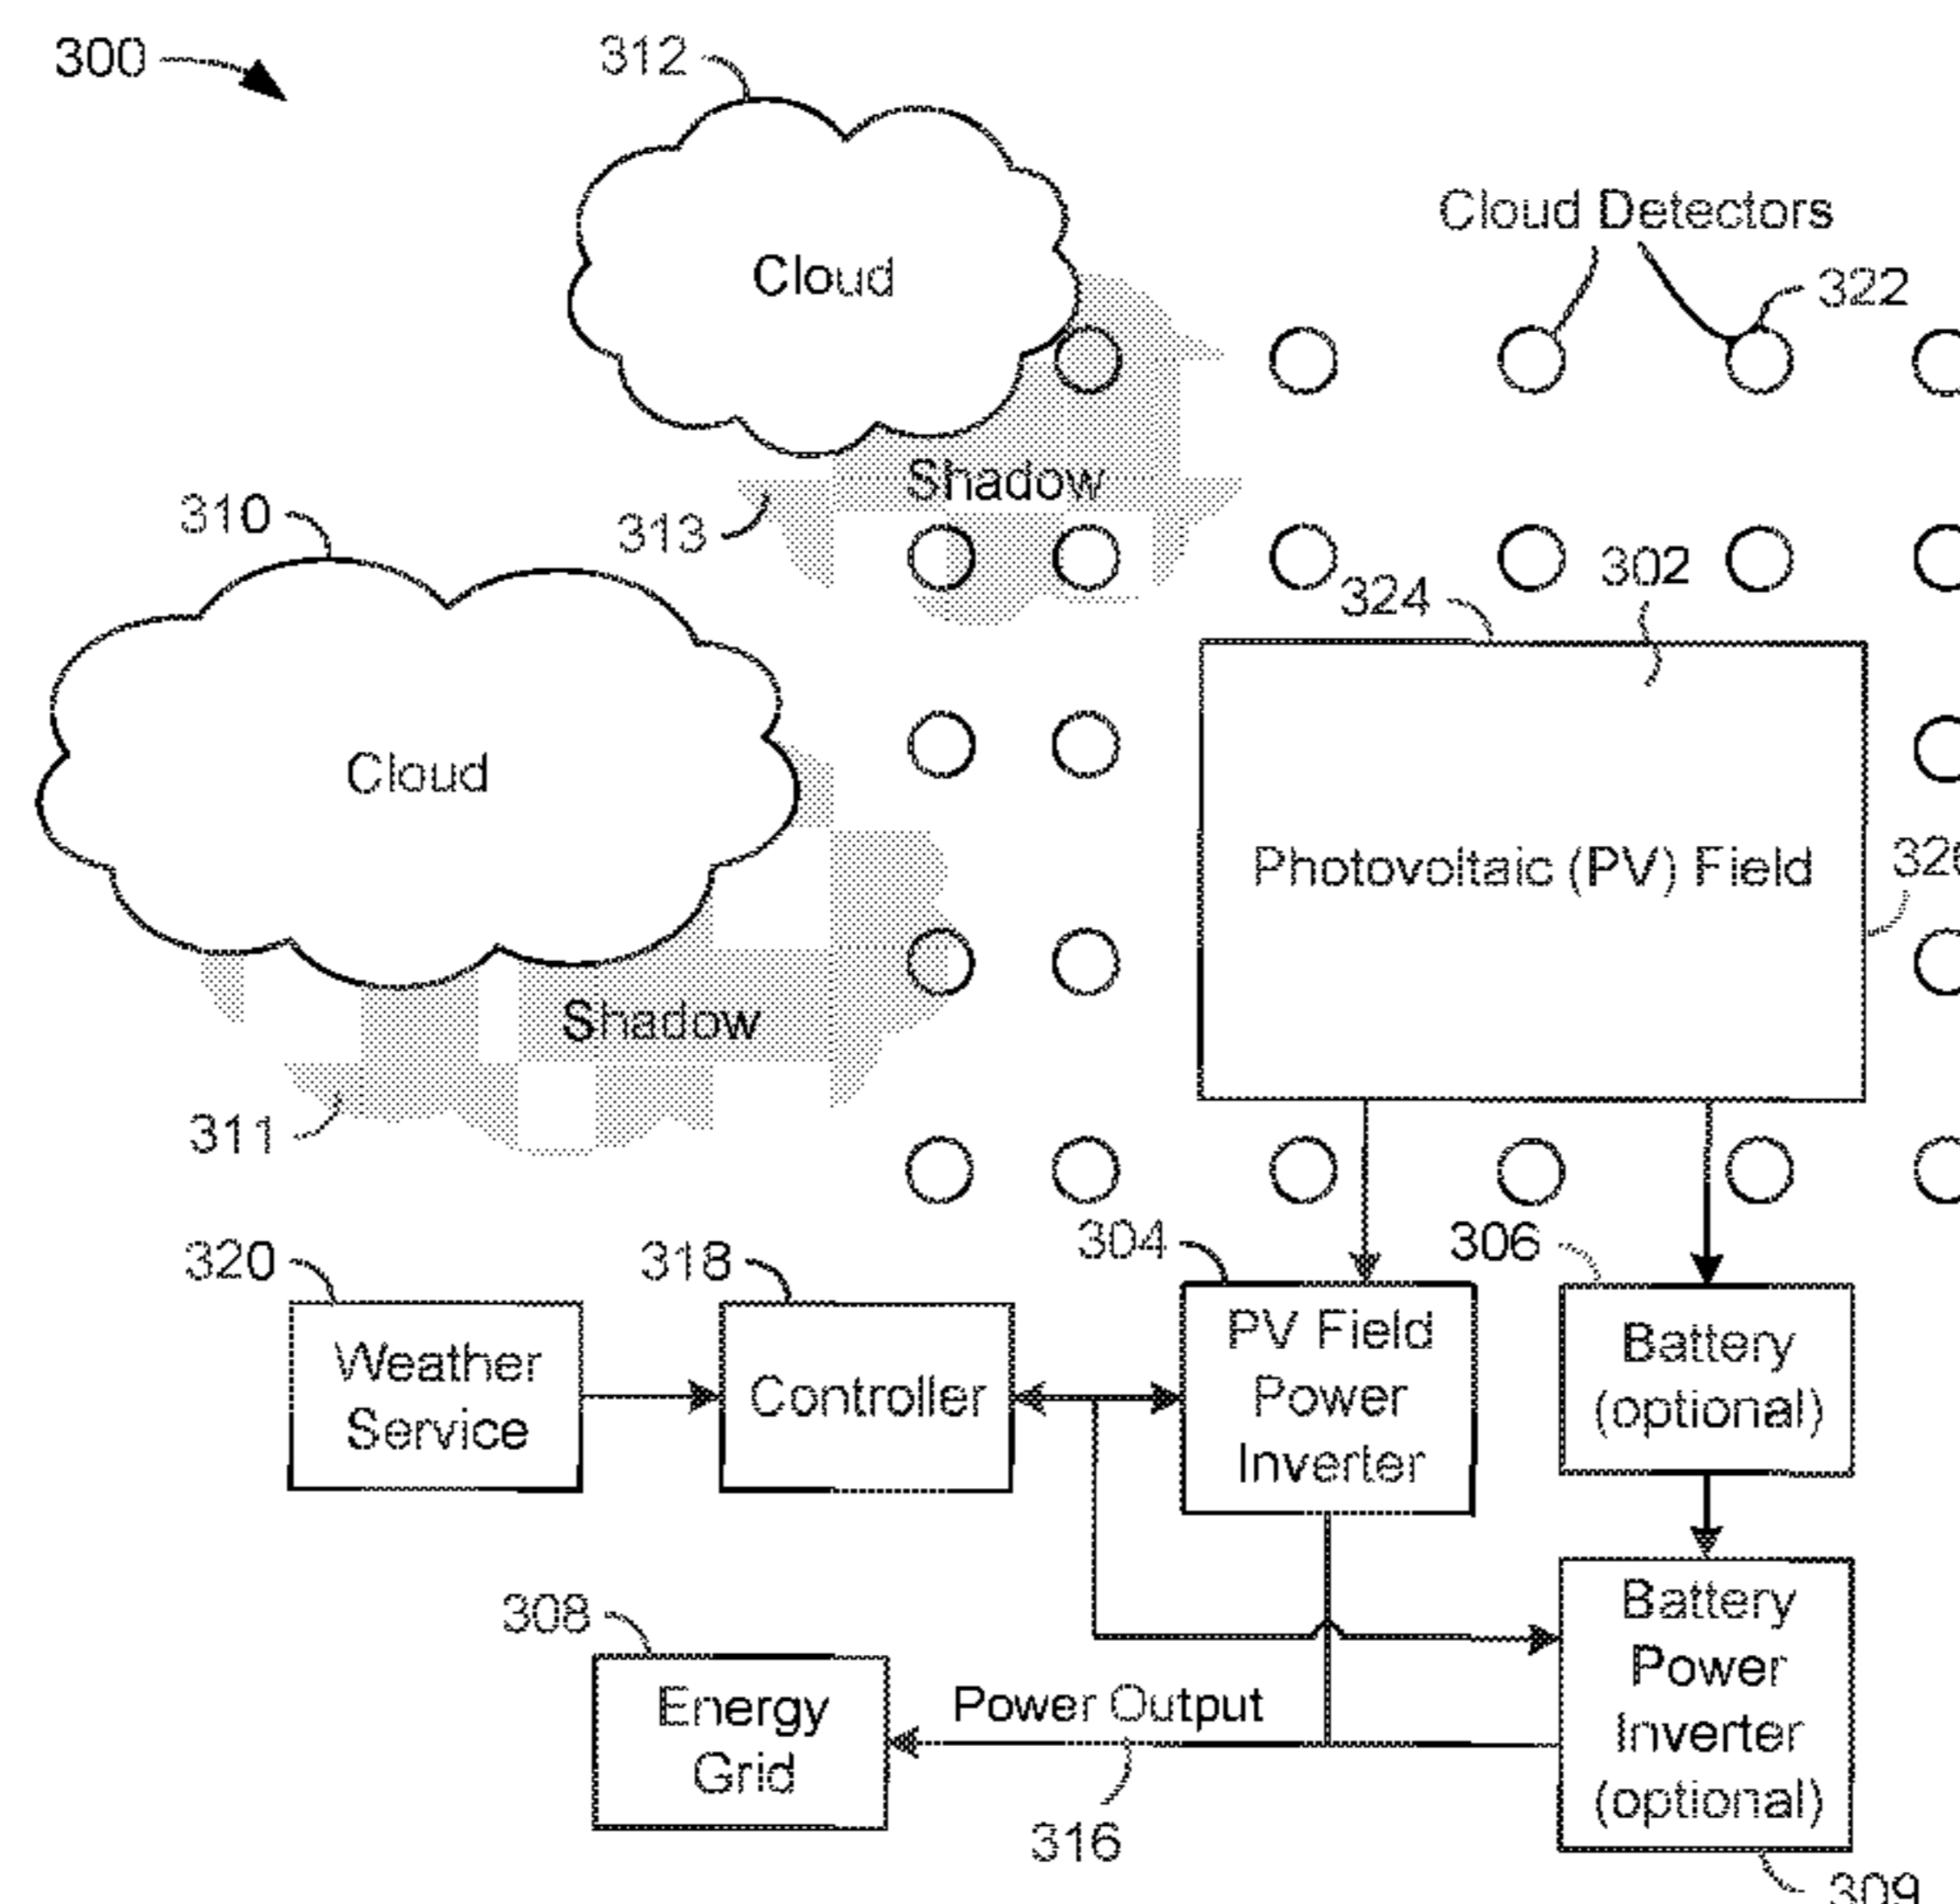 300
312
Cloud
Cloud Detectors
322
Shadow
313
310
302
324
Cloud
Photovoltaic (PV) Field
Shadow
311
304
306
320
318
PV Field
Power
Inverter
Battery
(optional)
Weather
Service
Controller
308
Battery
Power
Inverter
(optional)
Energy
Grid
Power Output
316
309